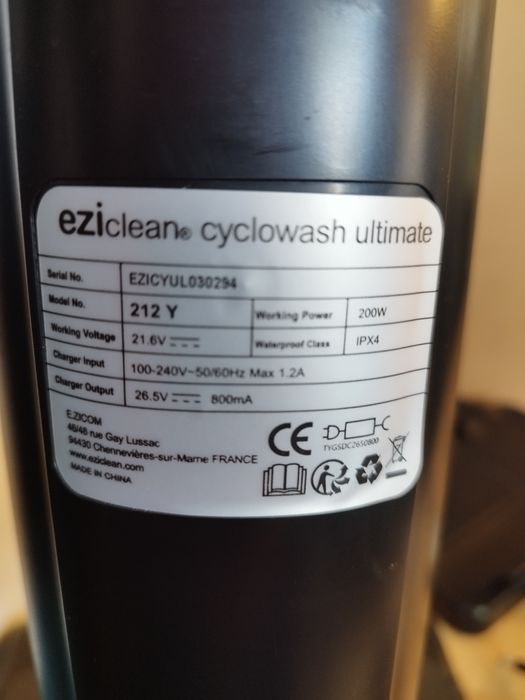 eziclean® cyclowash ultimate
Serial No. EZICYUL030294
Model No. 212 Y Working Power 200W
Working Voltage 21.6V Waterproof Class IPX4
Charger Input 100-240V~50/60Hz Max 1.2A
Charger Output 26.5V 800mA
E.ZICOM
46/48 rue Gay Lussac
94430 Chennevières-sur-Marne FRANCE
www.eziclean.com
MADE IN CHINA
CE
TYGSDC2650800